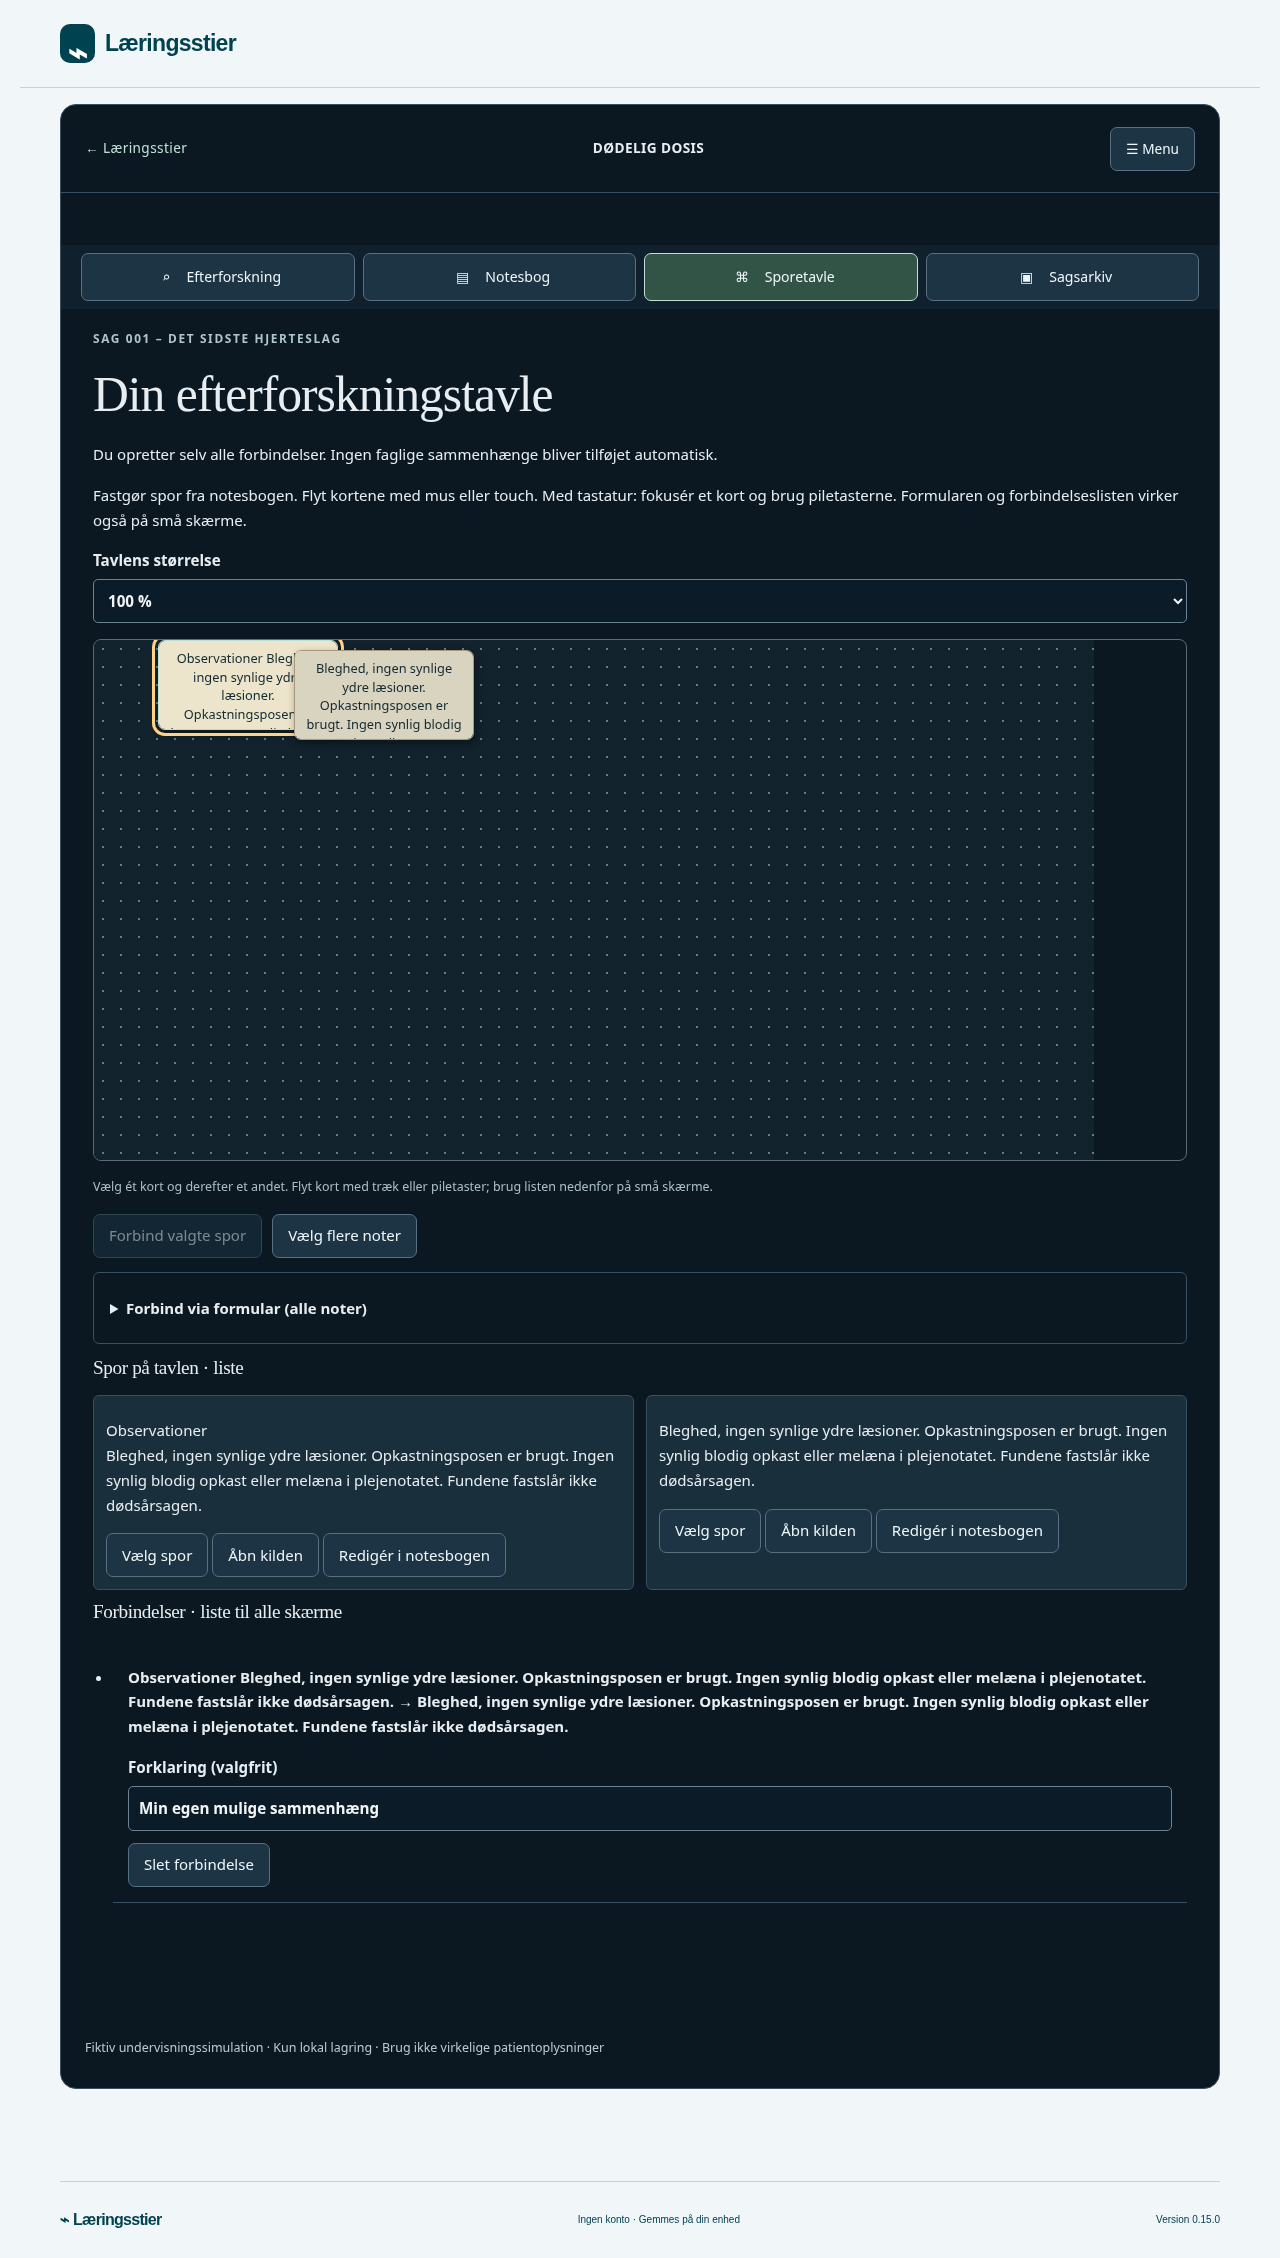 Læringsstier
← Læringsstier
DØDELIG DOSIS
☰ Menu
Efterforskning
Notesbog
⌘ Sporetavle
Sagsarkiv
SAG 001 – DET SIDSTE HJERTESLAG
Din efterforskningstavle
Du opretter selv alle forbindelser. Ingen faglige sammenhænge bliver tilføjet automatisk.
Fastgør spor fra notesbogen. Flyt kortene med mus eller touch. Med tastatur: fokusér et kort og brug piletasterne. Formularen og forbindelseslisten virker
også på små skærme.
Tavlens størrelse
100 %
Observationer
ingen synlige
læsioner.
Opkastningsposen
Bleghed, ingen synlige
ydre læsioner.
Opkastningsposen er
brugt. Ingen synlig blodig
Vælg ét kort og derefter et andet. Flyt kort med træk eller piletaster; brug listen nedenfor på små skærme.
Forbind valgte spor
Vælg flere noter
▶ Forbind via formular (alle noter)
Spor på tavlen · liste
Observationer
Bleghed, ingen synlige ydre læsioner. Opkastningsposen er brugt. Ingen
synlig blodig opkast eller melæna i plejenotatet. Fundene fastslår ikke
dødsårsagen.
Vælg spor
Åbn kilden
Redigér i notesbogen
Bleghed, ingen synlige ydre læsioner. Opkastningsposen er brugt. Ingen
synlig blodig opkast eller melæna i plejenotatet. Fundene fastslår ikke
dødsårsagen.
Vælg spor
Åbn kilden
Redigér i notesbogen
Forbindelser · liste til alle skærme
• Observationer Bleghed, ingen synlige ydre læsioner. Opkastningsposen er brugt. Ingen synlig blodig opkast eller melæna i plejenotatet.
Fundene fastslår ikke dødsårsagen. → Bleghed, ingen synlige ydre læsioner. Opkastningsposen er brugt. Ingen synlig blodig opkast eller
melæna i plejenotatet. Fundene fastslår ikke dødsårsagen.
Forklaring (valgfrit)
Min egen mulige sammenhæng
Slet forbindelse
Fiktiv undervisningssimulation · Kun lokal lagring · Brug ikke virkelige patientoplysninger
⌁ Læringsstier
Ingen konto · Gemmes på din enhed
Version 0.15.0